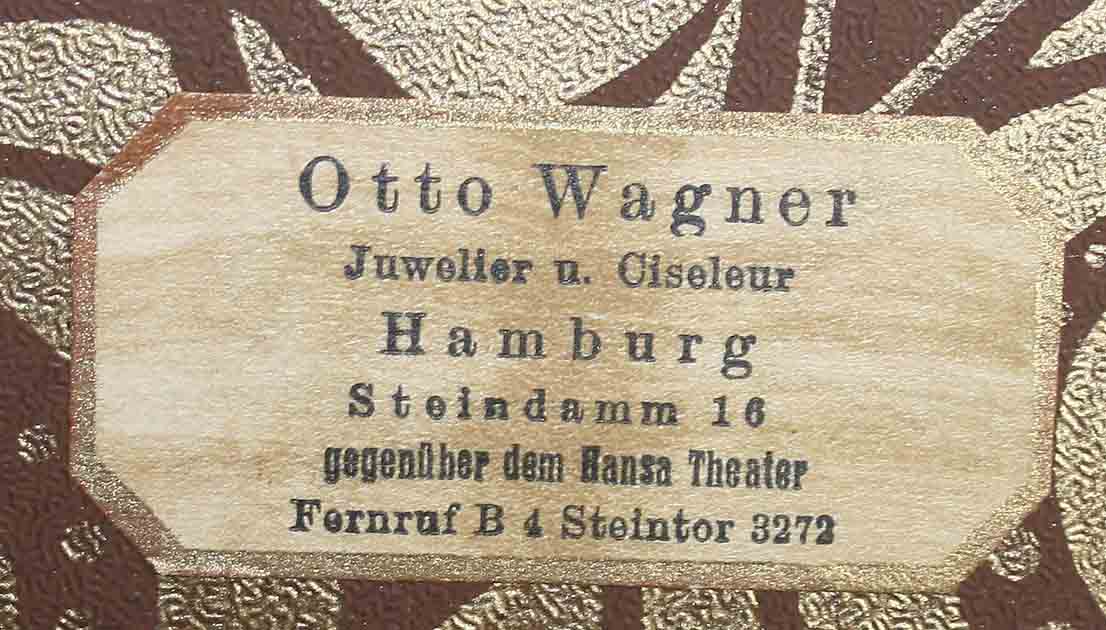 Otto Wagner
Juwelier u. Ciseleur
Hamburg
Steindamm 16
gegenüber dem Hansa Theater
Fernruf B 4 Steintor 3272